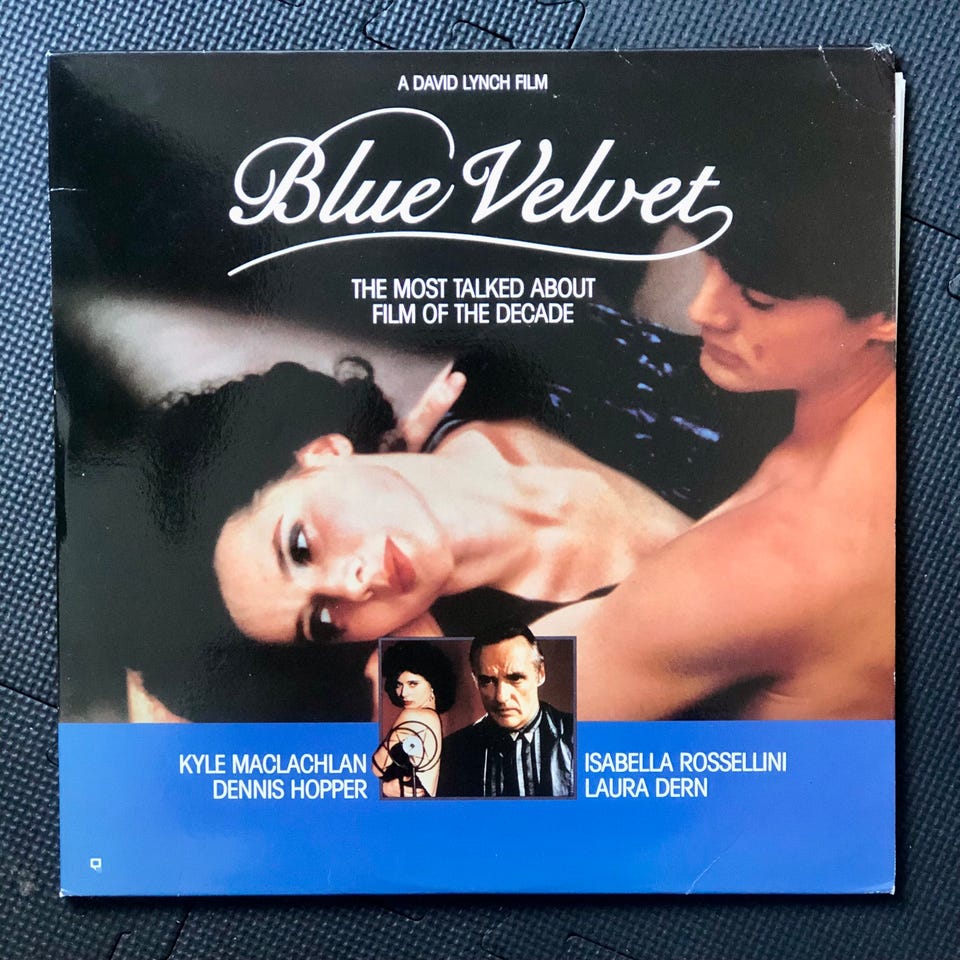 A DAVID LYNCH FILM
Blue Velvet
THE MOST TALKED ABOUT
FILM OF THE DECADE
KYLE MACLACHLAN
DENNIS HOPPER
ISABELLA ROSSELLINI
LAURA DERN